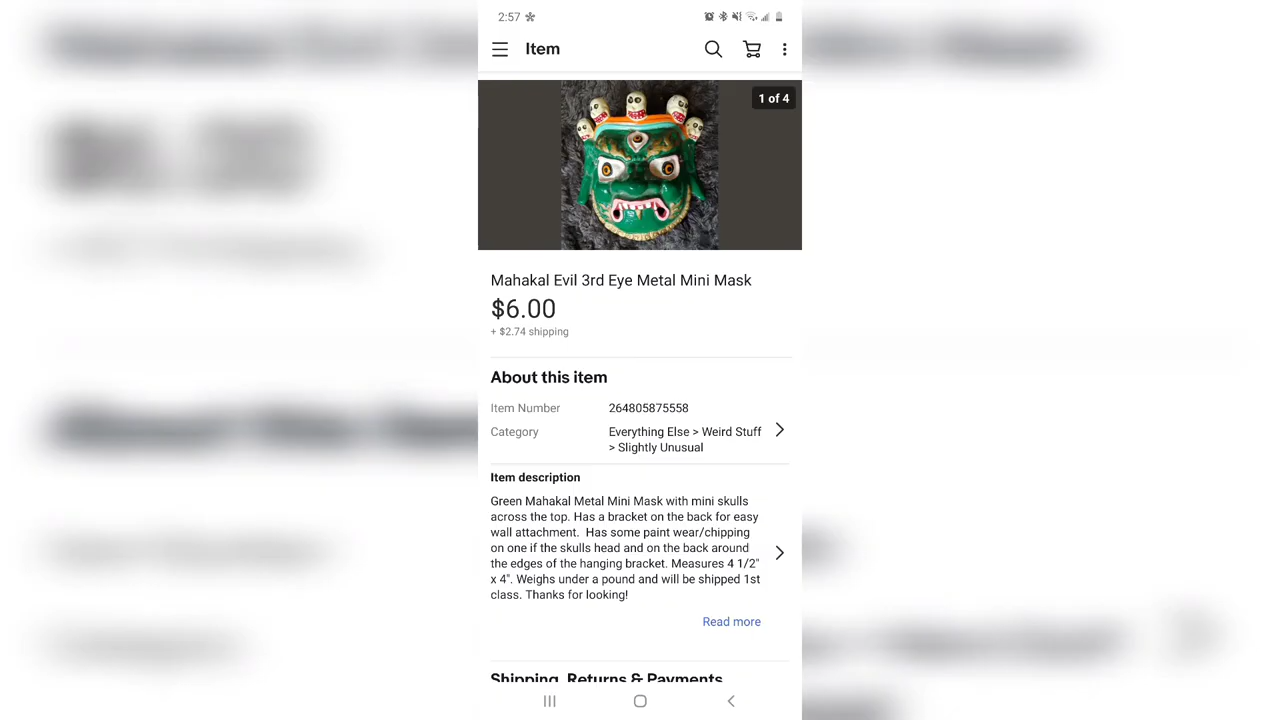 2:57
Item
1 of 4
Mahakal Evil 3rd Eye Metal Mini Mask
$6.00
+ $2.74 shipping
About this item
Item Number 264805875558
Category Everything Else > Weird Stuff
> Slightly Unusual
Item description
Green Mahakal Metal Mini Mask with mini skulls
across the top. Has a bracket on the back for easy
wall attachment.  Has some paint wear/chipping
on one if the skulls head and on the back around
the edges of the hanging bracket. Measures 4 1/2"
x 4". Weighs under a pound and will be shipped 1st
class. Thanks for looking!
Read more
Shipping, Returns & Payments